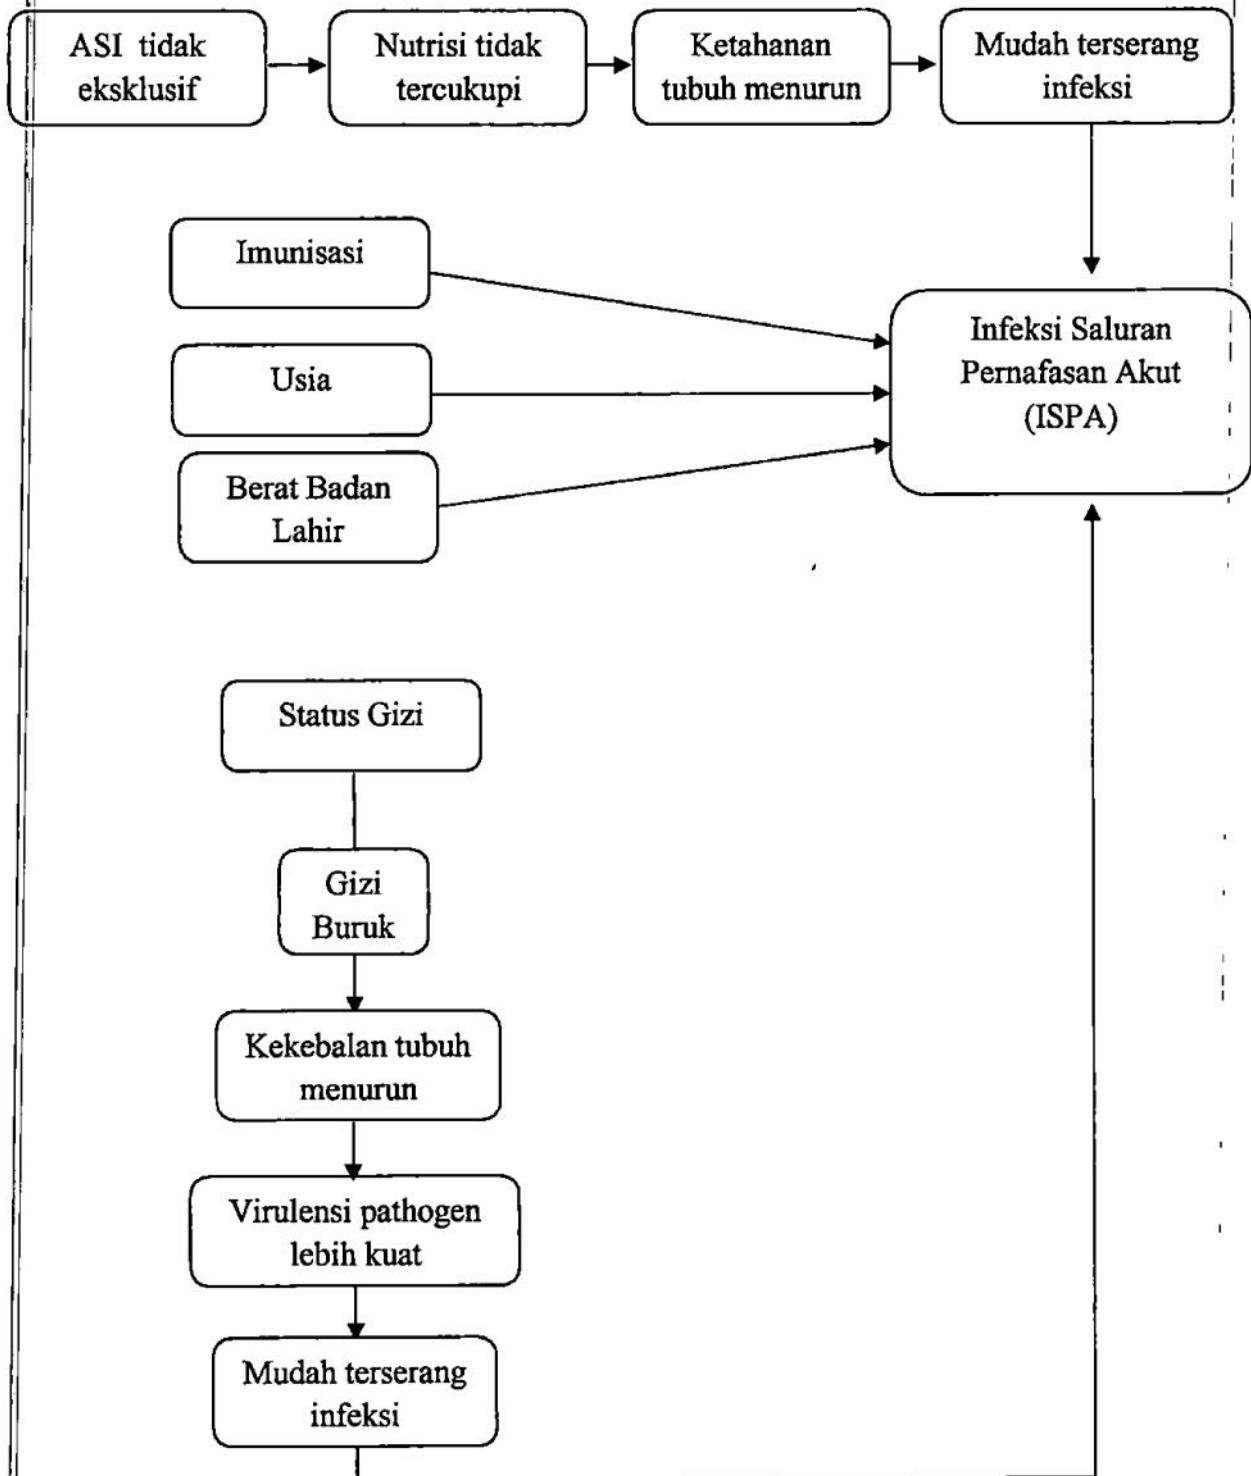 ASI tidak
eksklusif
Nutrisi tidak
tercukupi
Ketahanan
tubuh menurun
Mudah terserang
infeksi
Imunisasi
Usia
Berat Badan
Lahir
Infeksi Saluran
Pernafasan Akut
(ISPA)
Status Gizi
Gizi
Buruk
Kekebalan tubuh
menurun
Virulensi pathogen
lebih kuat
Mudah terserang
infeksi